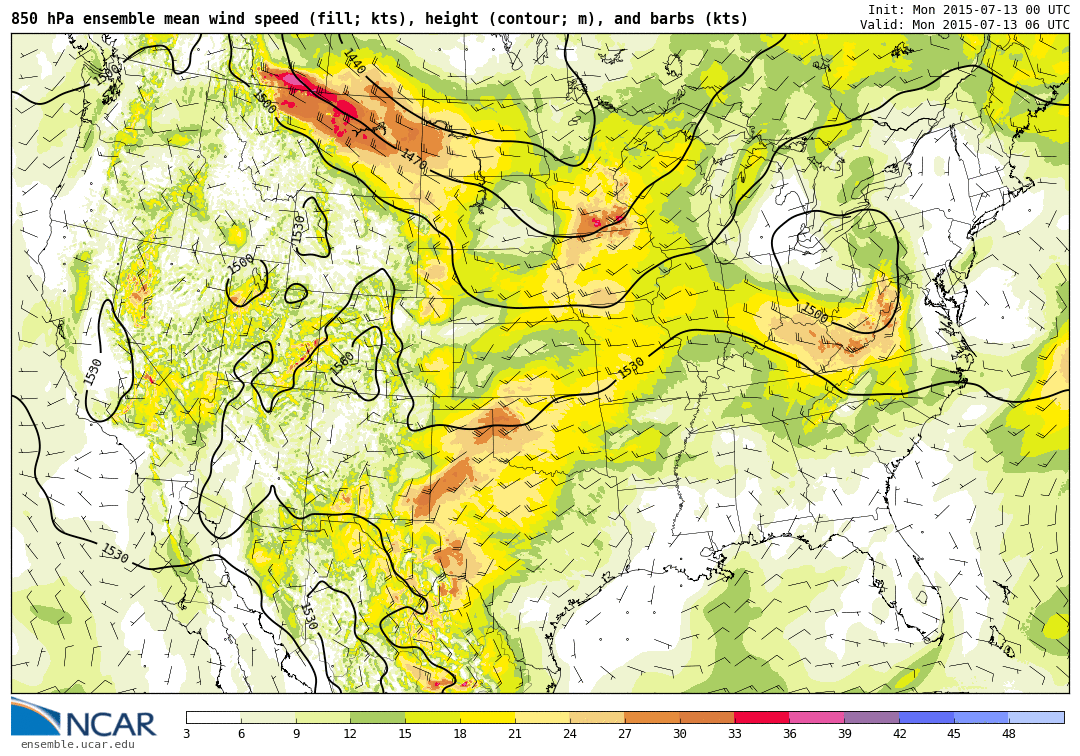 850 hPa ensemble mean wind speed (fill; kts), height (contour; m), and barbs (kts)
Init: Mon 2015-07-13 00 UTC
Valid: Mon 2015-07-13 06 UTC
1440
1500
1500
1470
1530
1500
1500
1530
1560
1530
1530
1530
NCAR
ensemble.ucar.edu
3 6 9 12 15 18 21 24 27 30 33 36 39 42 45 48